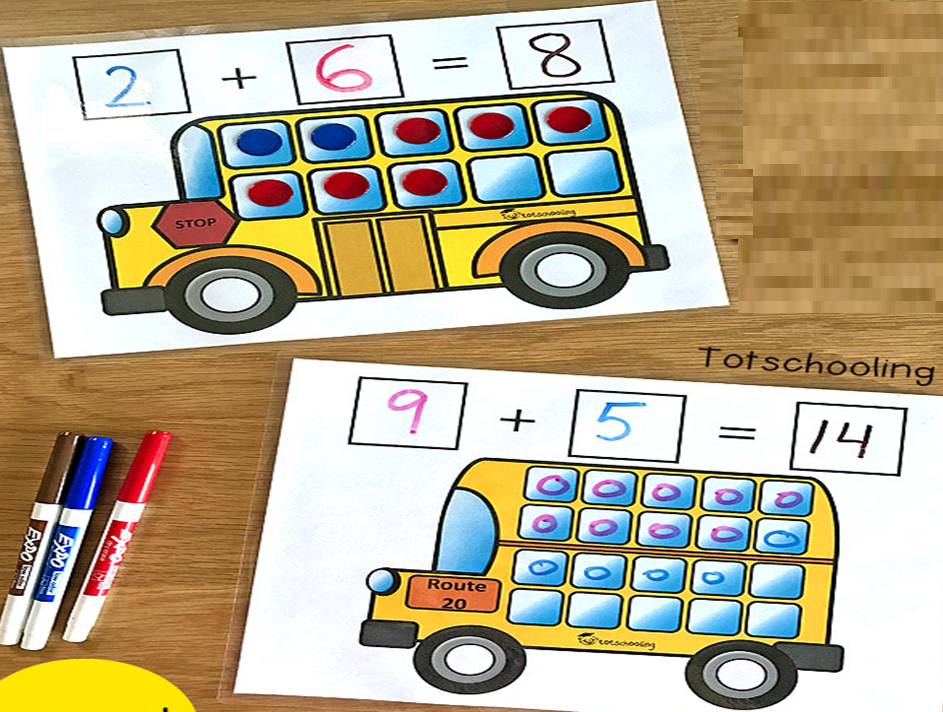 2 + 6 = 8
STOP
totschooling
Totschooling
9 + 5 = 14
Route
20
totschooling
EXPO
EXPO
EXPO